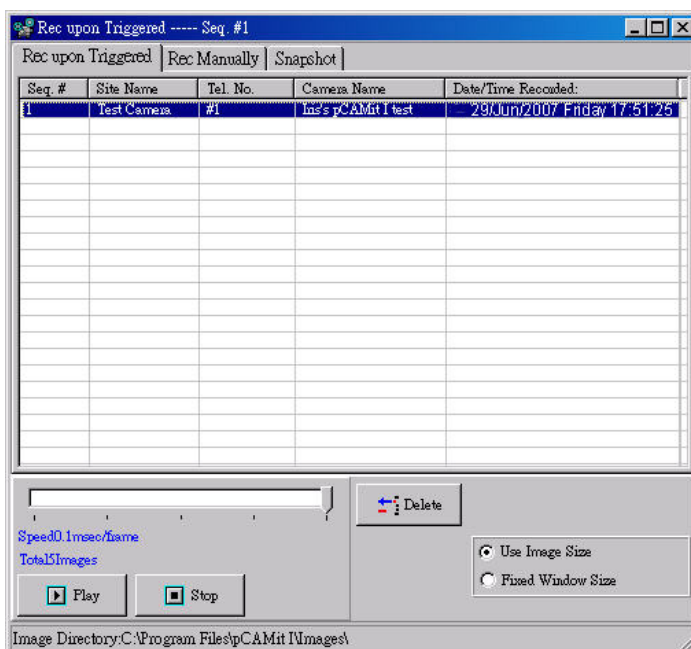 Rec upon Triggered ----- Seq. #1
Rec upon Triggered Rec Manually Snapshot
Seq. # Site Name Tel. No. Camera Name Date/Time Recorded:
1 Test Camera #1 Iris's pCAMit I test -- 29/Jun/2007 Friday 17:51:25
Delete
Speed0.1msec/frame
Total5Images
Use Image Size
Fixed Window Size
Play Stop
Image Directory:C:\Program Files\pCAMit I\Images\